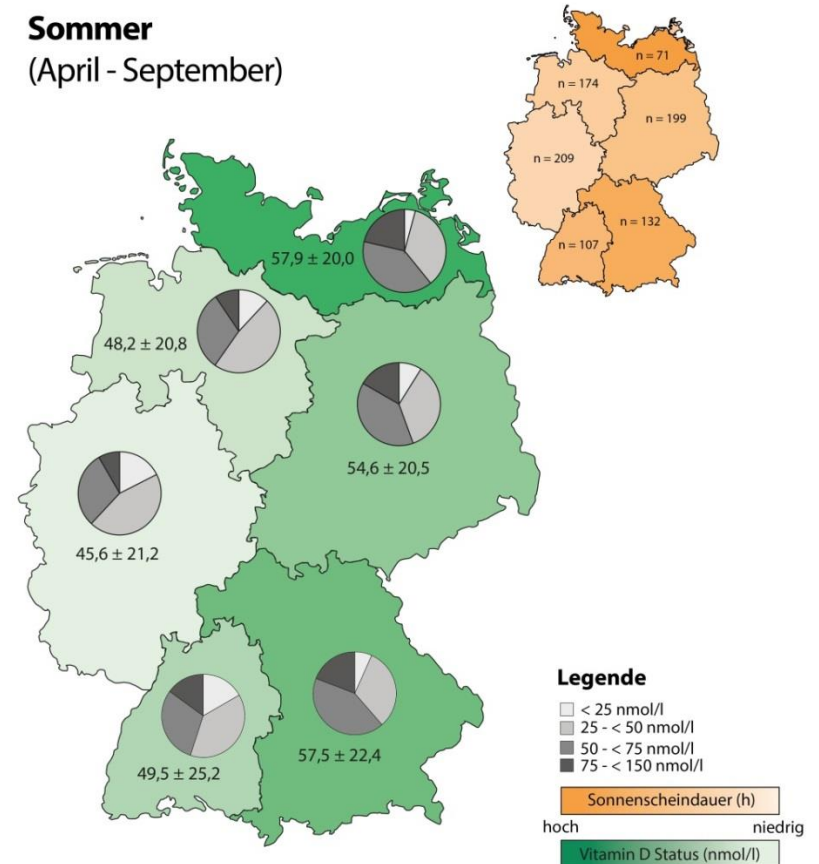 Sommer
(April - September)
n = 71
n = 174
n = 199
n = 209
n = 132
n = 107
57,9 ± 20,0
48,2 ± 20,8
54,6 ± 20,5
45,6 ± 21,2
57,5 ± 22,4
49,5 ± 25,2
Legende
< 25 nmol/l
25 - < 50 nmol/l
50 - < 75 nmol/l
75 - < 150 nmol/l
Sonnenscheindauer (h)
hoch niedrig
Vitamin D Status (nmol/l)